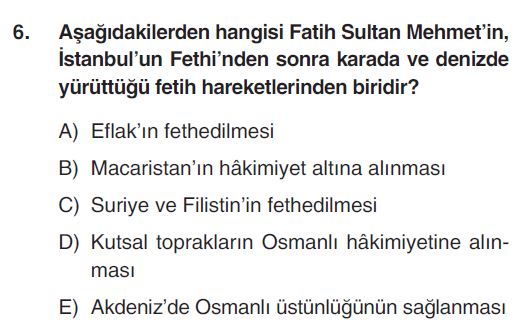 6. Aşağıdakilerden hangisi Fatih Sultan Mehmet’in,
İstanbul’un Fethi’nden sonra karada ve denizde
yürüttüğü fetih hareketlerinden biridir?
A) Eflak’ın fethedilmesi
B) Macaristan’ın hâkimiyet altına alınması
C) Suriye ve Filistin’in fethedilmesi
D) Kutsal toprakların Osmanlı hâkimiyetine alın-
ması
E) Akdeniz’de Osmanlı üstünlüğünün sağlanması